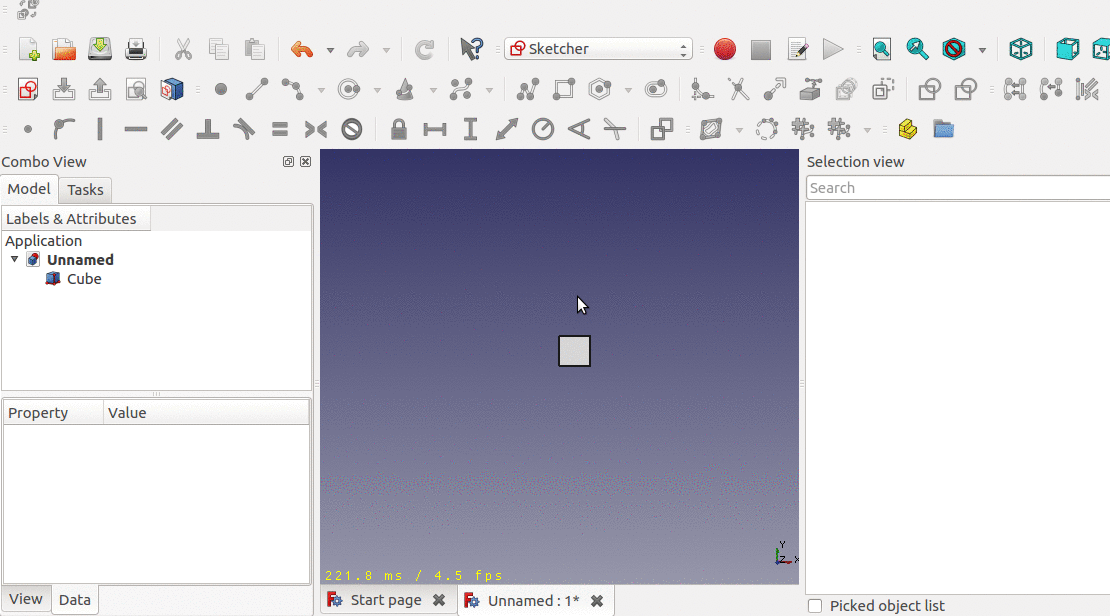 Sketcher
Combo View
Model Tasks
Labels & Attributes
Application
Unnamed
Cube
Property Value
View Data
221.8 ms / 4.5 fps
Y
Z X
Start page Unnamed : 1*
Selection view
Search
Picked object list